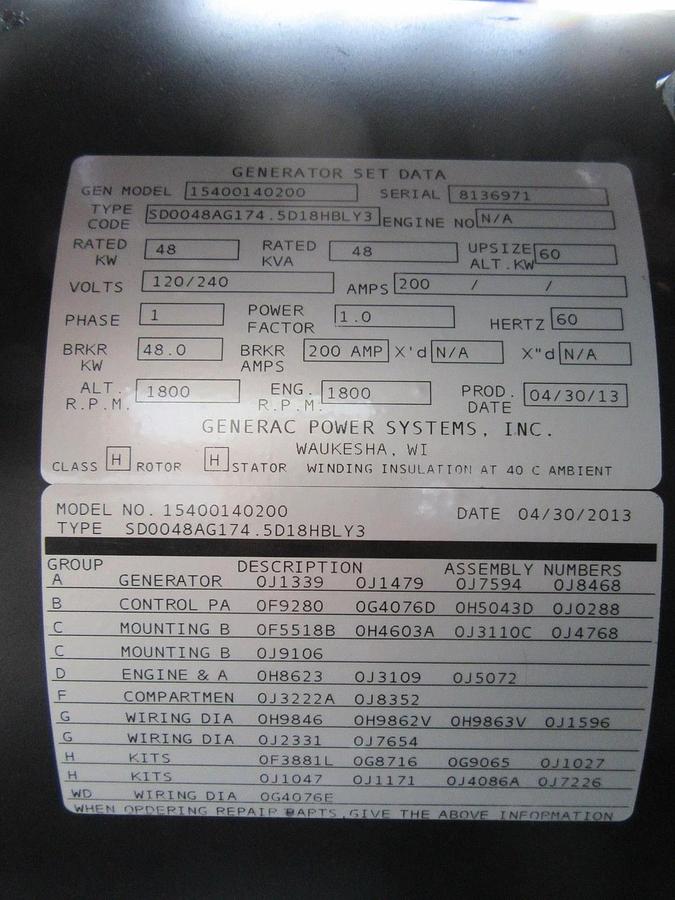 GENERATOR SET DATA
GEN MODEL 15400140200 SERIAL 8136971
TYPE CODE SD0048AG174.5D18HBLY3 ENGINE NO N/A
RATED KW 48 RATED KVA 48 UPSIZE ALT.KW 60
VOLTS 120/240 AMPS 200 / /
PHASE 1 POWER FACTOR 1.0 HERTZ 60
BRKR KW 48.0 BRKR AMPS 200 AMP X'd N/A X"d N/A
ALT. R.P.M. 1800 ENG. R.P.M. 1800 PROD. DATE 04/30/13
GENERAC POWER SYSTEMS, INC.
WAUKESHA, WI
CLASS H ROTOR H STATOR WINDING INSULATION AT 40 C AMBIENT
MODEL NO. 15400140200 DATE 04/30/2013
TYPE SD0048AG174.5D18HBLY3
GROUP DESCRIPTION ASSEMBLY NUMBERS
A GENERATOR 0J1339 0J1479 0J7594 0J8468
B CONTROL PA 0F9280 0G4076D 0H5043D 0J0288
C MOUNTING B 0F5518B 0H4603A 0J3110C 0J4768
C MOUNTING B 0J9106
D ENGINE & A 0H8623 0J3109 0J5072
F COMPARTMEN 0J3222A 0J8352
G WIRING DIA 0H9846 0H9862V 0H9863V 0J1596
G WIRING DIA 0J2331 0J7654
H KITS 0F3881L 0G8716 0G9065 0J1027
H KITS 0J1047 0J1171 0J4086A 0J7226
WD WIRING DIA 0G4076E
WHEN ORDERING REPAIR PARTS, GIVE THE ABOVE INFORMATION